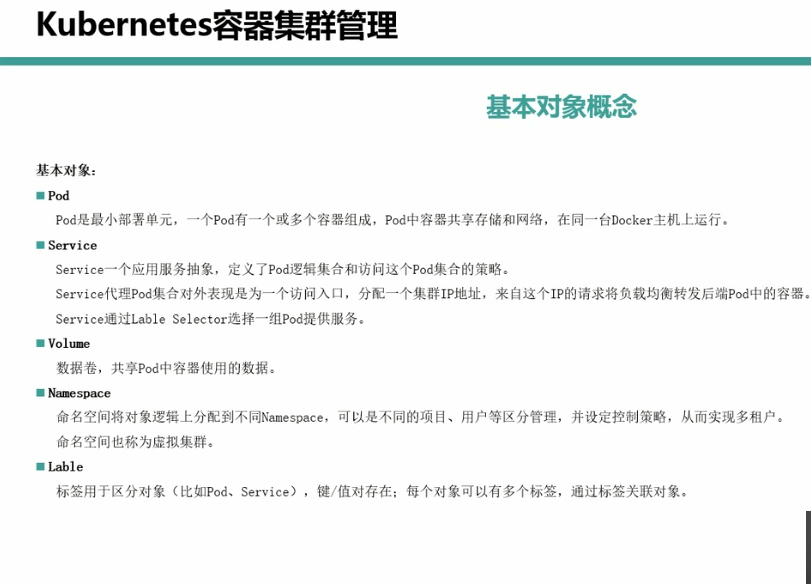 Kubernetes容器集群管理
基本对象概念
基本对象：
Pod
Pod是最小部署单元，一个Pod有一个或多个容器组成，Pod中容器共享存储和网络，在同一台Docker主机上运行。
Service
Service一个应用服务抽象，定义了Pod逻辑集合和访问这个Pod集合的策略。
Service代理Pod集合对外表现是为一个访问入口，分配一个集群IP地址，来自这个IP的请求将负载均衡转发后端Pod中的容器。
Service通过Lable Selector选择一组Pod提供服务。
Volume
数据卷，共享Pod中容器使用的数据。
Namespace
命名空间将对象逻辑上分配到不同Namespace，可以是不同的项目、用户等区分管理，并设定控制策略，从而实现多租户。
命名空间也称为虚拟集群。
Lable
标签用于区分对象（比如Pod、Service），键/值对存在；每个对象可以有多个标签，通过标签关联对象。